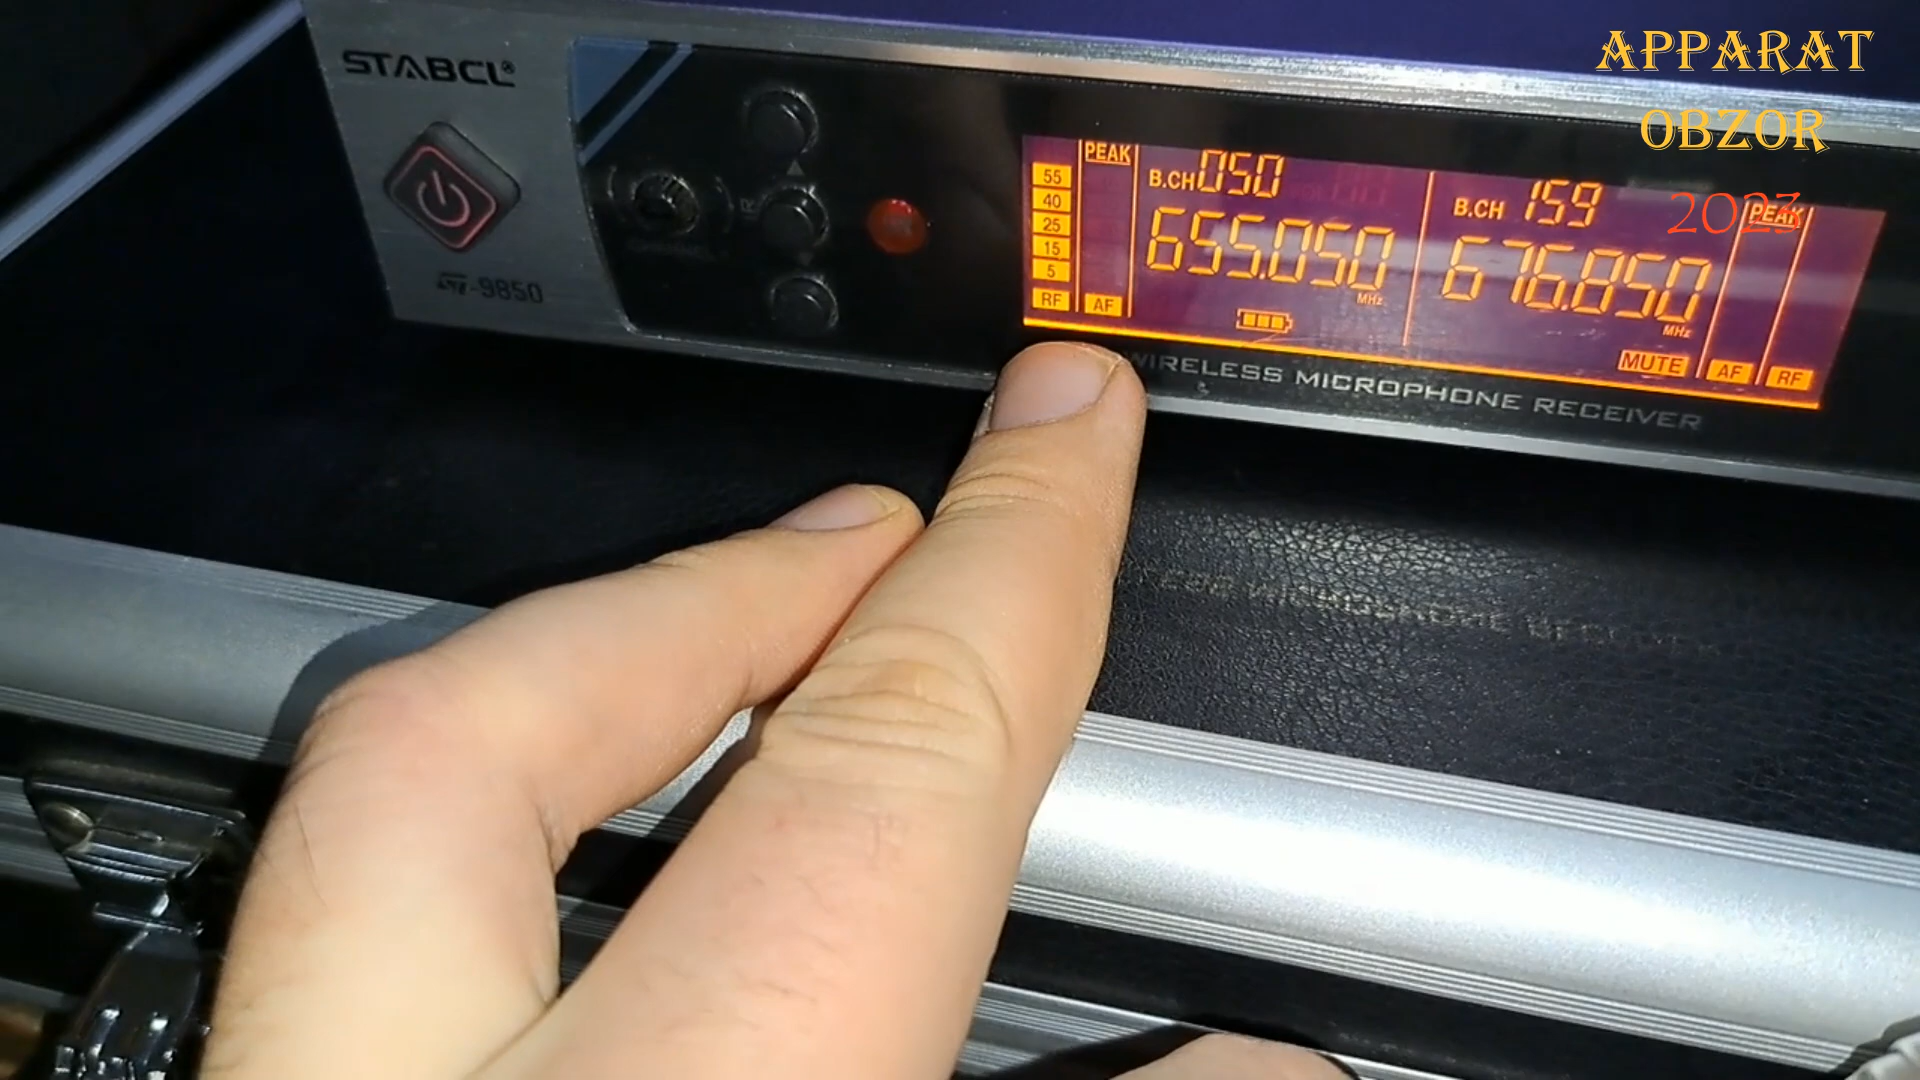 STABCL®
ST-9850
PEAK
55
40
25
15
5
RF
AF
B.CH 050
655.050
MHz
B.CH 159
676.850
MHz
MUTE
PEAK
AF
RF
WIRELESS MICROPHONE RECEIVER
APPARAT
OBZOR
2023